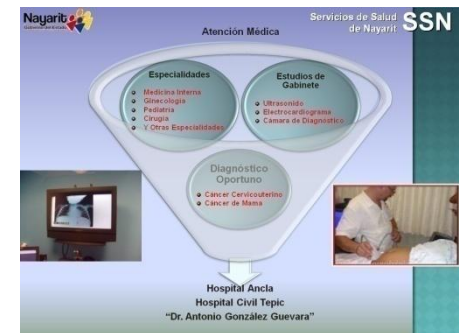 Nayarit
Servicios de Salud
de Nayarit
SSN
Atención Médica
Especialidades
Medicina Interna
Ginecología
Pediatría
Cirugía
Y Otras Especialidades
Estudios de
Gabinete
Ultrasonido
Electrocardiograma
Camara de Diagnóstico
Diagnóstico
Oportuno
Cáncer Cervicouterino
Cáncer de Mama
Hospital Ancla
Hospital Civil Tepic
“Dr. Antonio González Guevara”